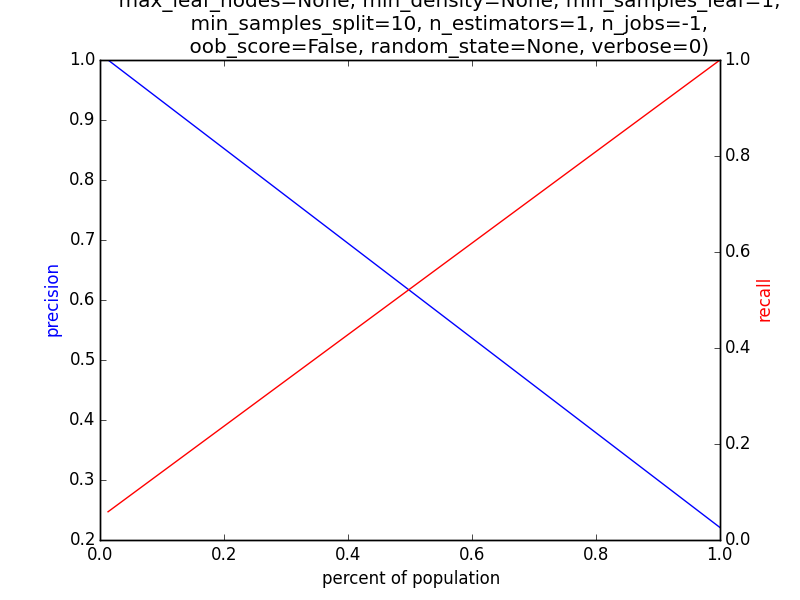 max_leaf_nodes=None, min_density=None, min_samples_leaf=1,
min_samples_split=10, n_estimators=1, n_jobs=-1,
oob_score=False, random_state=None, verbose=0)
1.0
0.9
0.8
0.7
0.6
0.5
0.4
0.3
0.2
precision
1.0
0.8
0.6
0.4
0.2
0.0
recall
0.0 0.2 0.4 0.6 0.8 1.0
percent of population